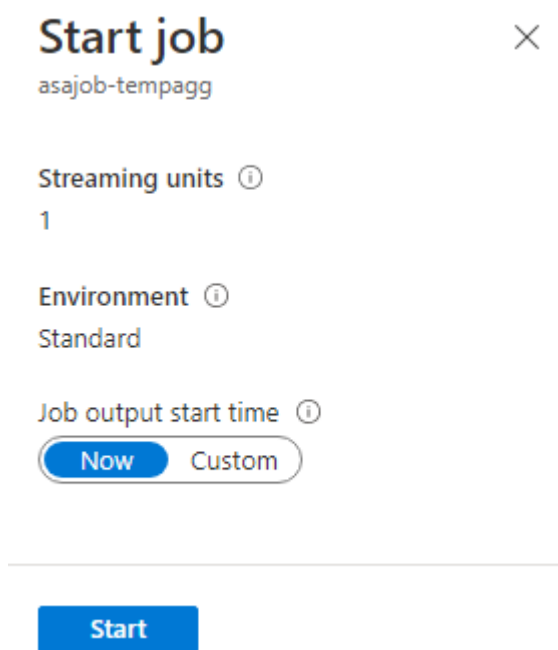 Start job
asajob-tempagg
Streaming units
1
Environment
Standard
Job output start time
Now Custom
Start